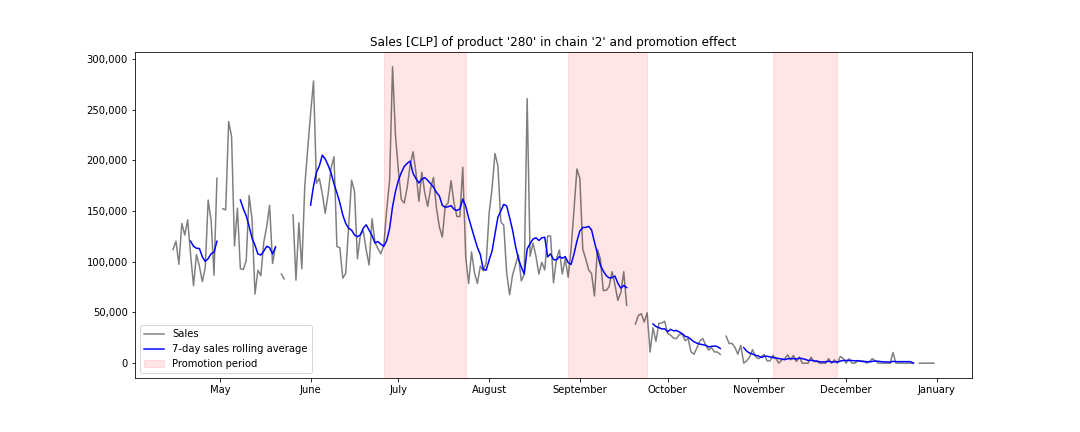 Sales [CLP] of product '280' in chain '2' and promotion effect
300,000
250,000
200,000
150,000
100,000
50,000
0
Sales
7-day sales rolling average
Promotion period
May June July August September October November December January